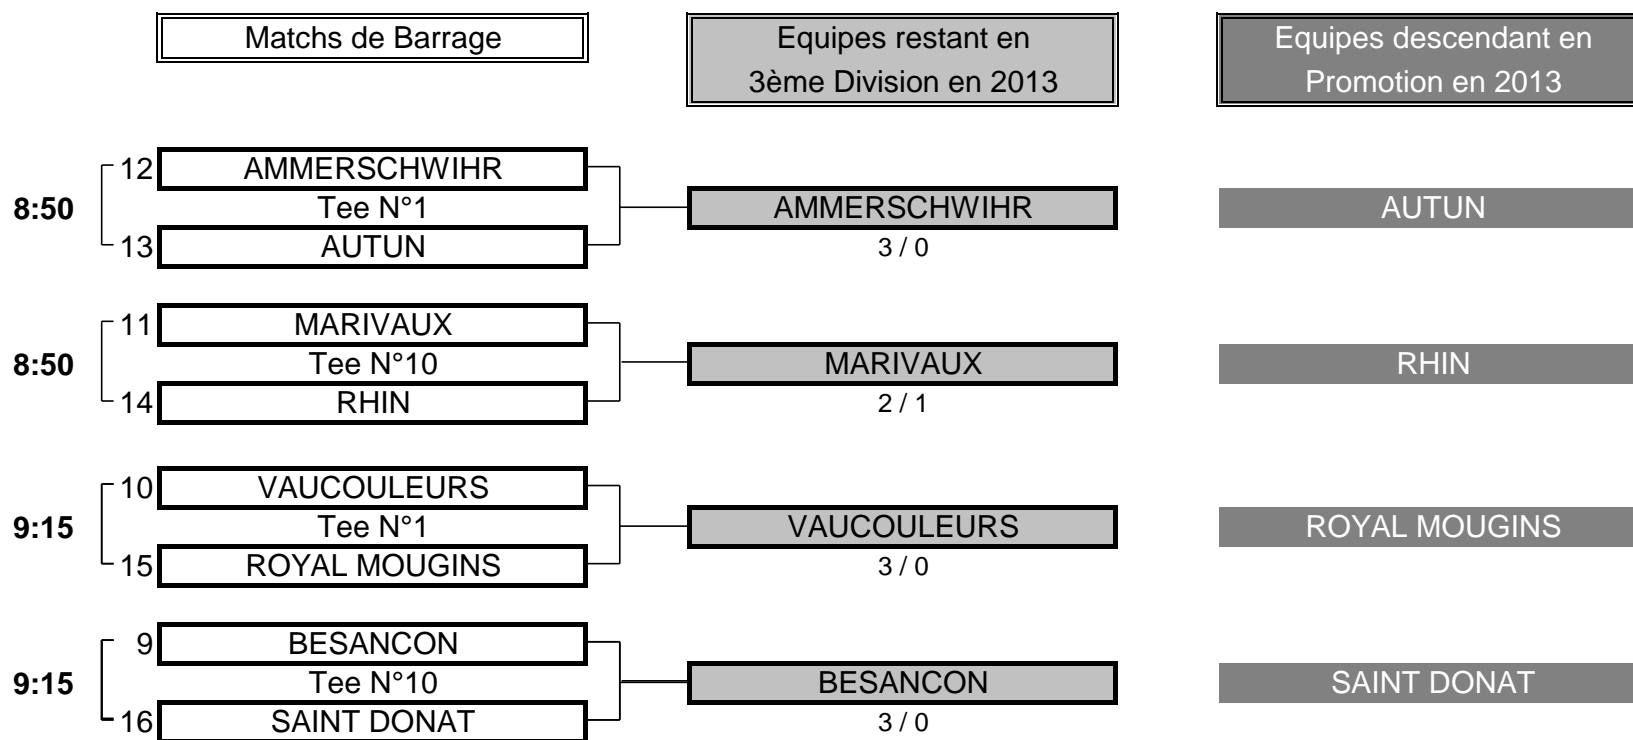 Matchs de Barrage
Equipes restant en
3ème Division en 2013
Equipes descendant en
Promotion en 2013
12 AMMERSCHWIHR
8:50 Tee N°1 AMMERSCHWIHR AUTUN
13 AUTUN 3 / 0
11 MARIVAUX
8:50 Tee N°10 MARIVAUX RHIN
14 RHIN 2 / 1
10 VAUCOULEURS
9:15 Tee N°1 VAUCOULEURS ROYAL MOUGINS
15 ROYAL MOUGINS 3 / 0
9 BESANCON
9:15 Tee N°10 BESANCON SAINT DONAT
16 SAINT DONAT 3 / 0